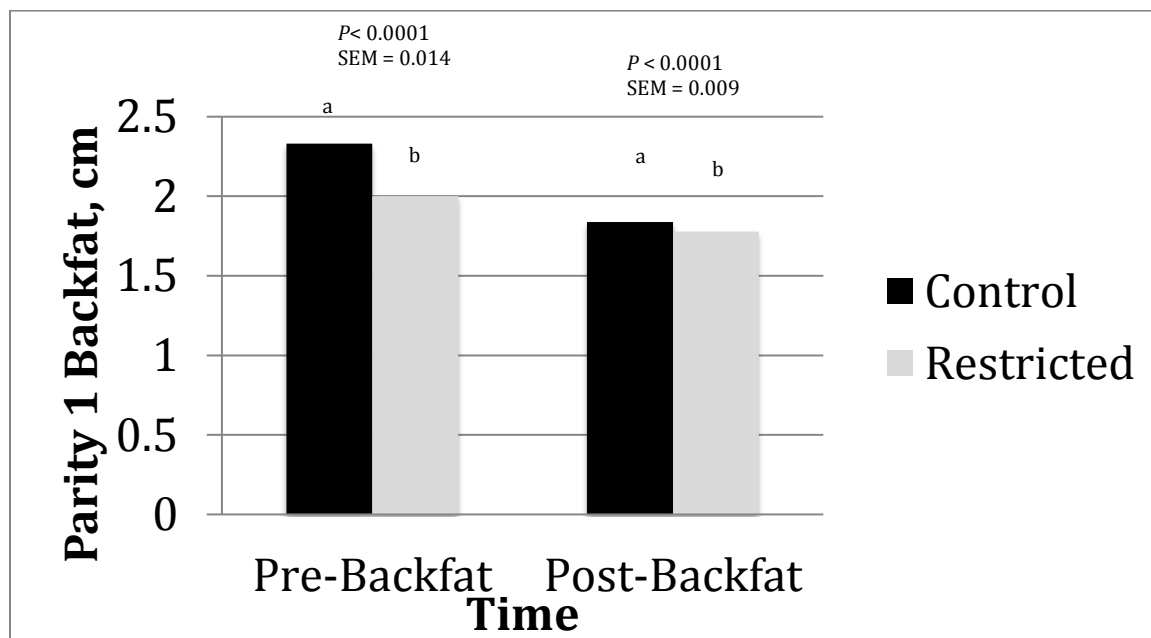 P< 0.0001
SEM = 0.014
P < 0.0001
SEM = 0.009
Parity 1 Backfat, cm
2.5
2
1.5
1
0.5
0
a
b
a
b
Pre-Backfat
Post-Backfat
Time
Control
Restricted